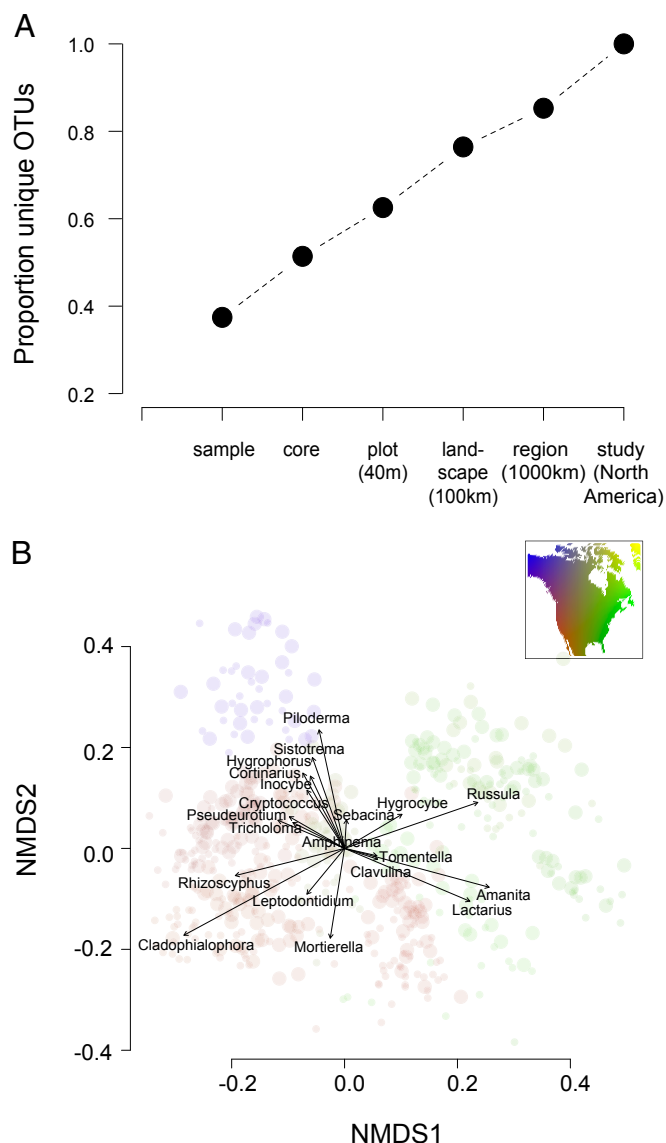 A
Proportion unique OTUs
1.0
0.8
0.6
0.4
0.2
sample
core
plot
(40m)
land-
scape
(100km)
region
(1000km)
study
(North
America)
B
NMDS2
0.4
0.2
0.0
-0.2
-0.4
Piloderma
Sistotrema
Hygrophorus
Cortinarius
Inocybe
Cryptococcus
Pseudeurotium
Tricholoma
Sebacina
Hygrocybe
Russula
Amphinema
Tomentella
Clavulina
Rhizoscyphus
Leptodontidium
Amanita
Lactarius
Cladophialophora
Mortierella
-0.2
0.0
0.2
0.4
NMDS1